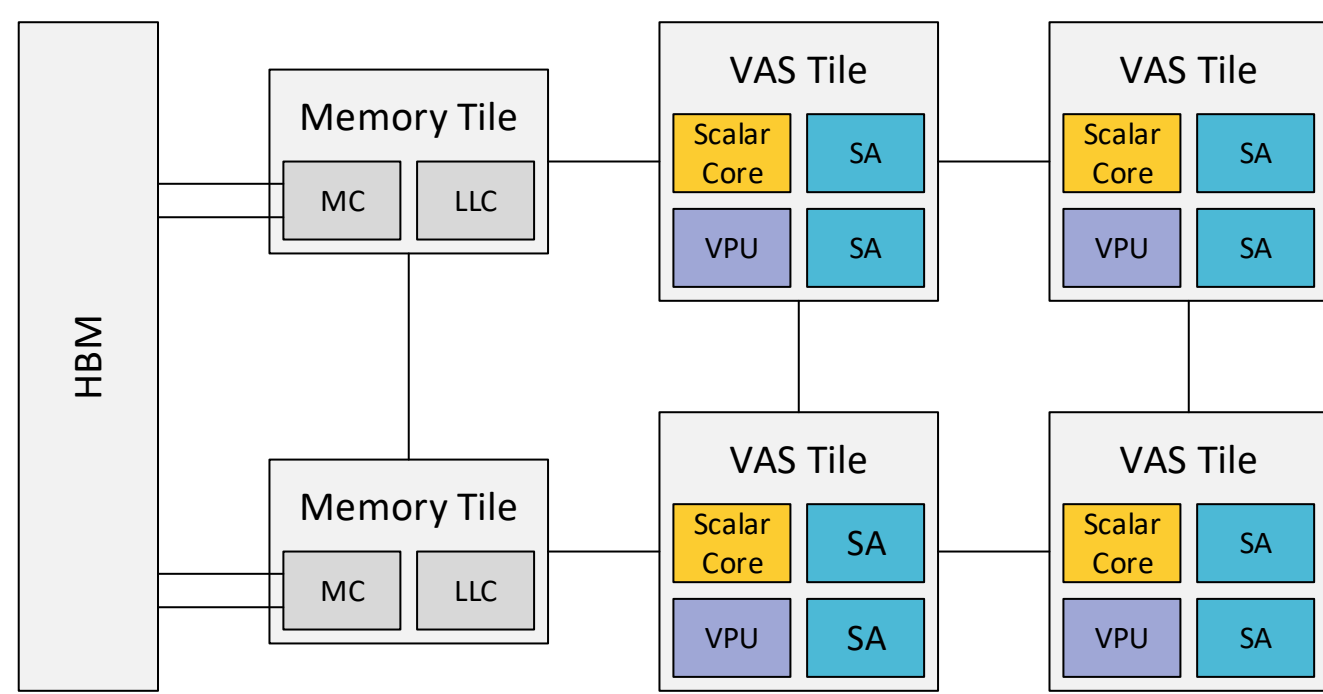 HBM
Memory Tile
MC
LLC
VAS Tile
Scalar
Core
SA
VPU
SA
VAS Tile
Scalar
Core
SA
VPU
SA
Memory Tile
MC
LLC
VAS Tile
Scalar
Core
SA
VPU
SA
VAS Tile
Scalar
Core
SA
VPU
SA